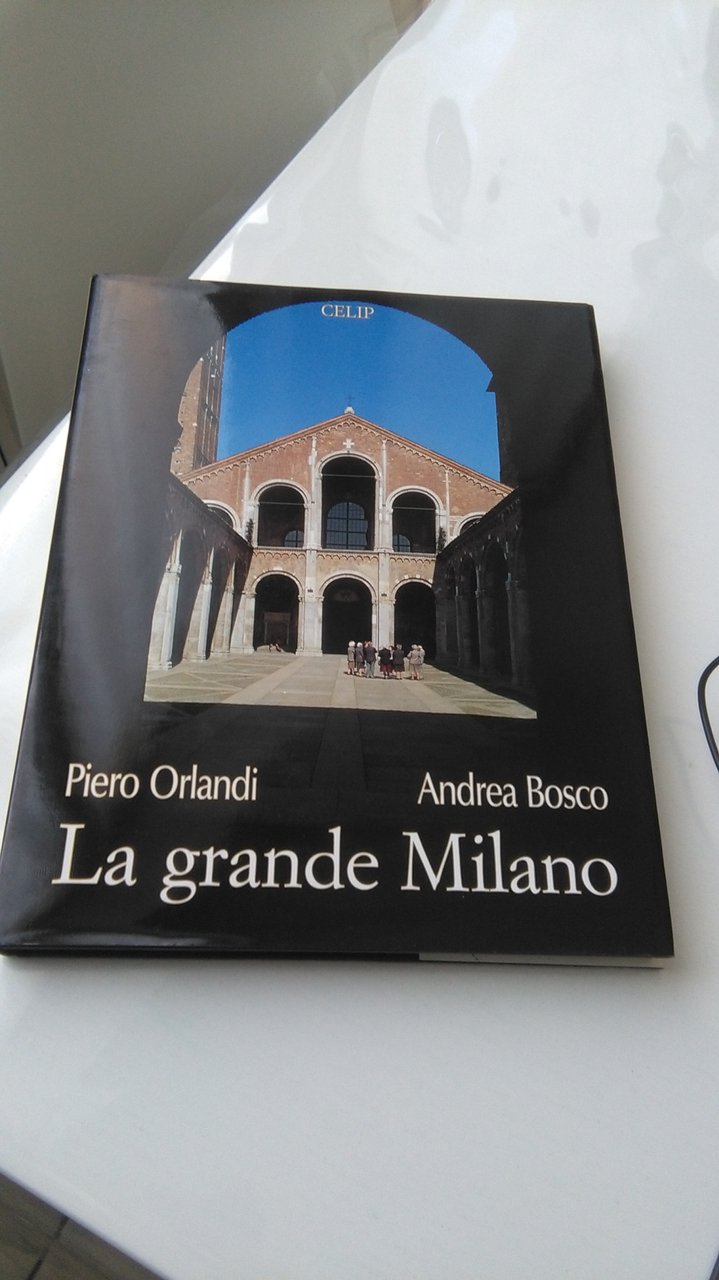 CELIP
Piero Orlandi Andrea Bosco
La grande Milano